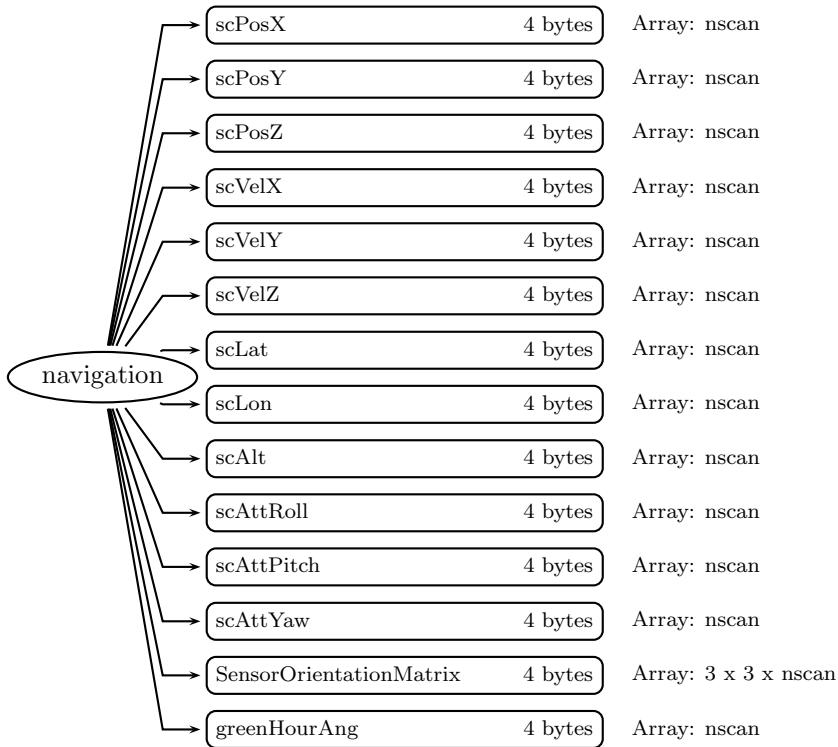 scPosX 4 bytes Array: nscan
scPosY 4 bytes Array: nscan
scPosZ 4 bytes Array: nscan
scVelX 4 bytes Array: nscan
scVelY 4 bytes Array: nscan
scVelZ 4 bytes Array: nscan
scLat 4 bytes Array: nscan
navigation
scLon 4 bytes Array: nscan
scAlt 4 bytes Array: nscan
scAttRoll 4 bytes Array: nscan
scAttPitch 4 bytes Array: nscan
scAttYaw 4 bytes Array: nscan
SensorOrientationMatrix 4 bytes Array: 3 x 3 x nscan
greenHourAng 4 bytes Array: nscan